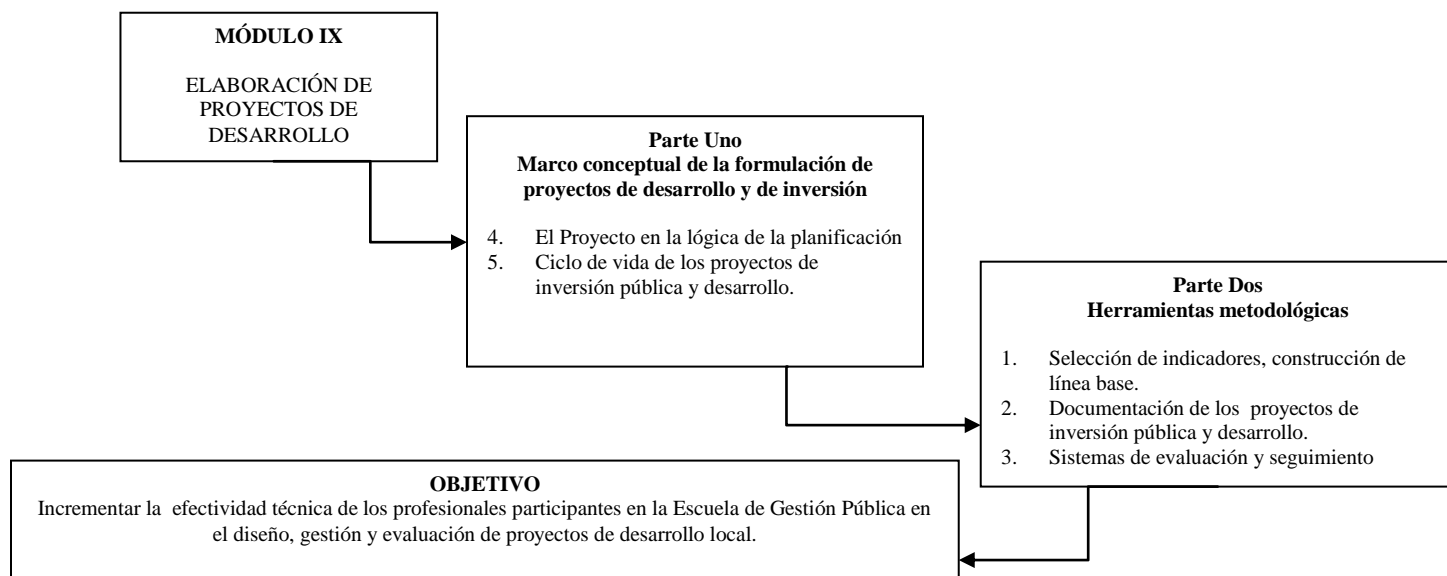 MÓDULO IX
ELABORACIÓN DE
PROYECTOS DE
DESARROLLO
Parte Uno
Marco conceptual de la formulación de
proyectos de desarrollo y de inversión
4. El Proyecto en la lógica de la planificación
5. Ciclo de vida de los proyectos de
inversión pública y desarrollo.
Parte Dos
Herramientas metodológicas
1. Selección de indicadores, construcción de
línea base.
2. Documentación de los proyectos de
inversión pública y desarrollo.
3. Sistemas de evaluación y seguimiento
OBJETIVO
Incrementar la efectividad técnica de los profesionales participantes en la Escuela de Gestión Pública en
el diseño, gestión y evaluación de proyectos de desarrollo local.